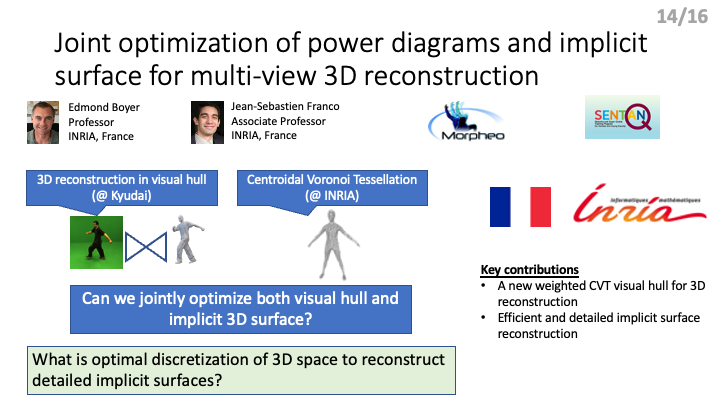 14/16
Joint optimization of power diagrams and implicit
surface for multi-view 3D reconstruction
Edmond Boyer
Professor
INRIA, France
Jean-Sebastien Franco
Associate Professor
INRIA, France
Morpheo
SENTAN
Q
3D reconstruction in visual hull
(@ Kyudai)
Centroidal Voronoi Tessellation
(@ INRIA)
informatiques mathématiques
Inria
Key contributions
• A new weighted CVT visual hull for 3D
reconstruction
• Efficient and detailed implicit surface
reconstruction
Can we jointly optimize both visual hull and
implicit 3D surface?
What is optimal discretization of 3D space to reconstruct
detailed implicit surfaces?